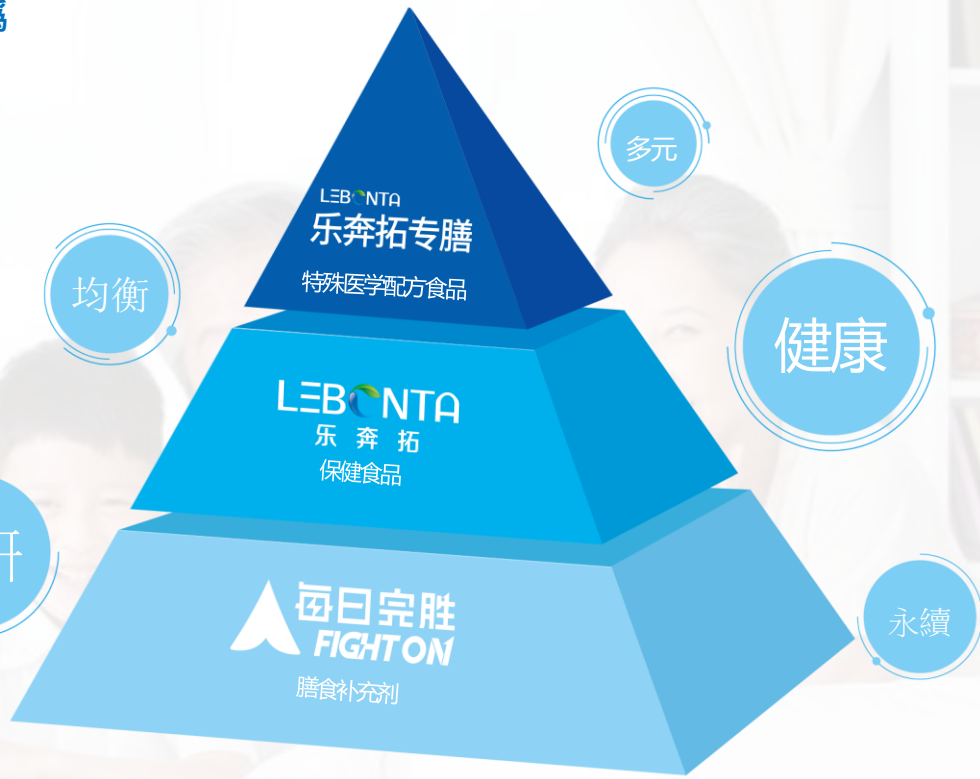 多元
LEBONTA
乐奔拓专膳
特殊医学配方食品
均衡
健康
LEBONTA
乐奔拓
保健食品
每日完胜
FIGHT ON
膳食补充剂
永續